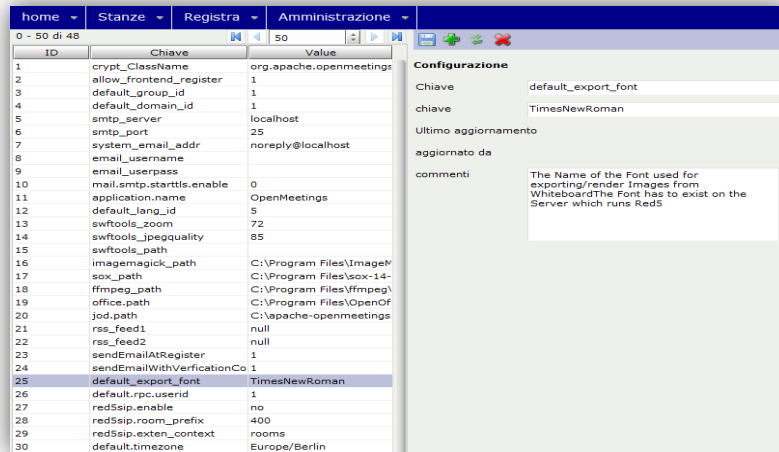 home Stanze Registra Amministrazione
0 - 50 di 48 50
ID Chiave Value
1 crypt_ClassName org.apache.openmeetings
2 allow_frontend_register 1
3 default_group_id 1
4 default_domain_id 1
5 smtp_server localhost
6 smtp_port 25
7 system_email_addr noreply@localhost
8 email_username
9 email_userpass
10 mail.smtp.starttls.enable 0
11 application.name OpenMeetings
12 default_lang_id 5
13 swftools_zoom 72
14 swftools_jpegquality 85
15 swftools_path
16 imagemagick_path C:\Program Files\ImageM
17 sox_path C:\Program Files\sox-14-
18 ffmpeg_path C:\Program Files\ffmpeg\
19 office.path C:\Program Files\OpenOf
20 jod.path C:\apache-openmeetings
21 rss_feed1 null
22 rss_feed2 null
23 sendEmailAtRegister 1
24 sendEmailWithVerficationCo 1
25 default_export_font TimesNewRoman
26 default.rpc.userid 1
27 red5sip.enable no
28 red5sip.room_prefix 400
29 red5sip.exten_context rooms
30 default.timezone Europe/Berlin
Configurazione
Chiave default_export_font
chiave TimesNewRoman
Ultimo aggiornamento
aggiornato da
commenti The Name of the Font used for
exporting/render Images from
WhiteboardThe Font has to exist on the
Server which runs Red5